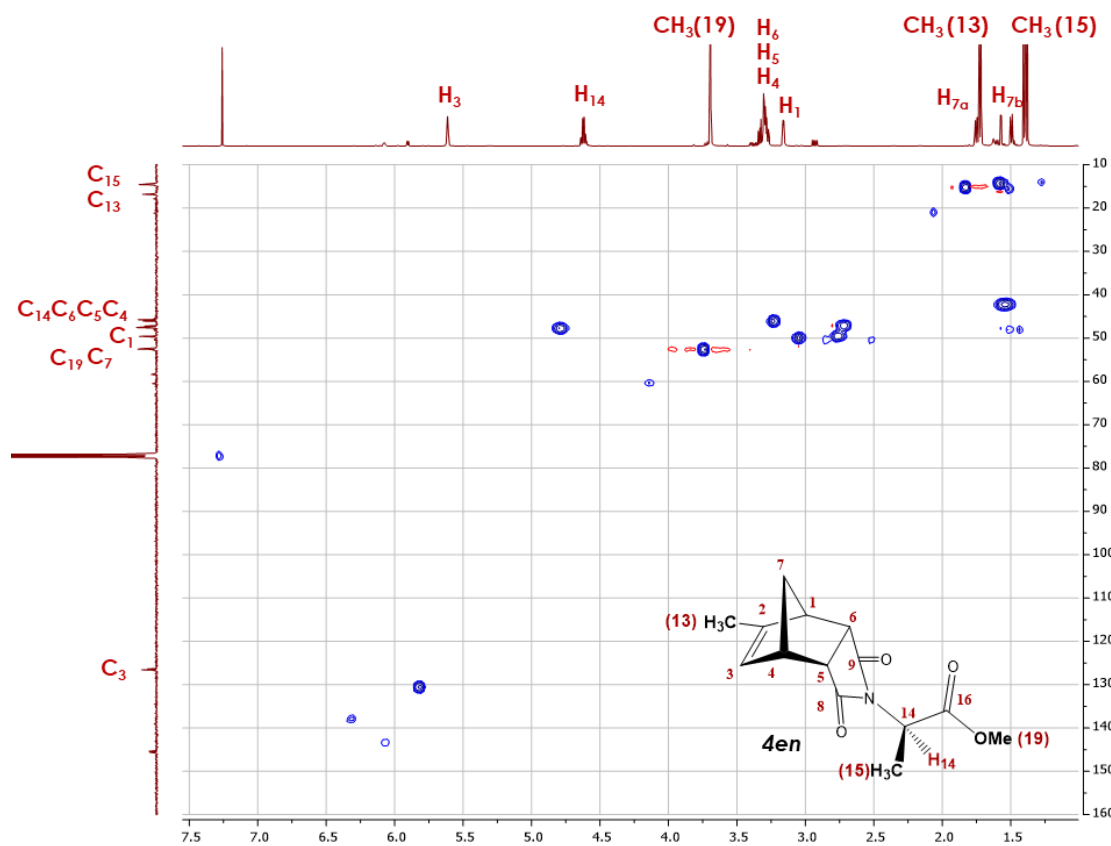 CH₃(19)
H₆
H₅
H₄
CH₃(13)
CH₃(15)
H₃
H₁₄
H₁
H₇ₐ
H₇b
C₁₅
C₁₃
C₁₄C₆C₅C₄
C₁
C₁₉ C₇
C₃
10
20
30
40
50
60
70
80
90
100
110
120
130
140
150
160
7
2
1
6
(13) H₃C
O
9
O
3
4
5
8
N
16
14
O
4en
OMe (19)
(15)H₃C
H₁₄
7.5 7.0 6.5 6.0 5.5 5.0 4.5 4.0 3.5 3.0 2.5 2.0 1.5